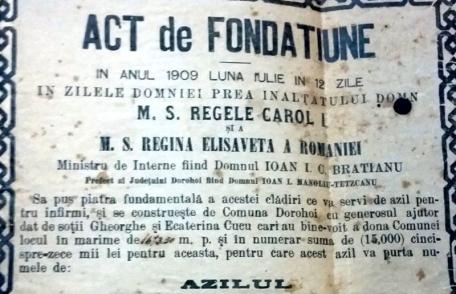 ACT de FONDATIUNE
IN ANUL 1909 LUNA IULIE IN 12 ZILE
IN ZILELE DOMNIEI PREA INALTATULUI DOMN
M. S. REGELE CAROL I
ȘI A
M. S. REGINA ELISAVETA A ROMANIEI
Ministru de Interne fiind Domnul IOAN I. C. BRATIANU
Prefect al Județului Dorohoi fiind Domnul IOAN I. MANOLIU-TETZCANU
Sa pus piatra fundamentală a acestei clădiri ce va servi de azil pen-
tru infirmi, și se construește de Comuna Dorohoi cu generosul ajutor
dat de soții Gheorghe și Ecaterina Cucu cari au bine-voit a dona Comunei
locul in marime de m. p. și in numerar suma de (15,000) cinci-
spre-zece mii lei pentru aceasta, pentru care acest azil va purta nu-
mele de:
AZILUL